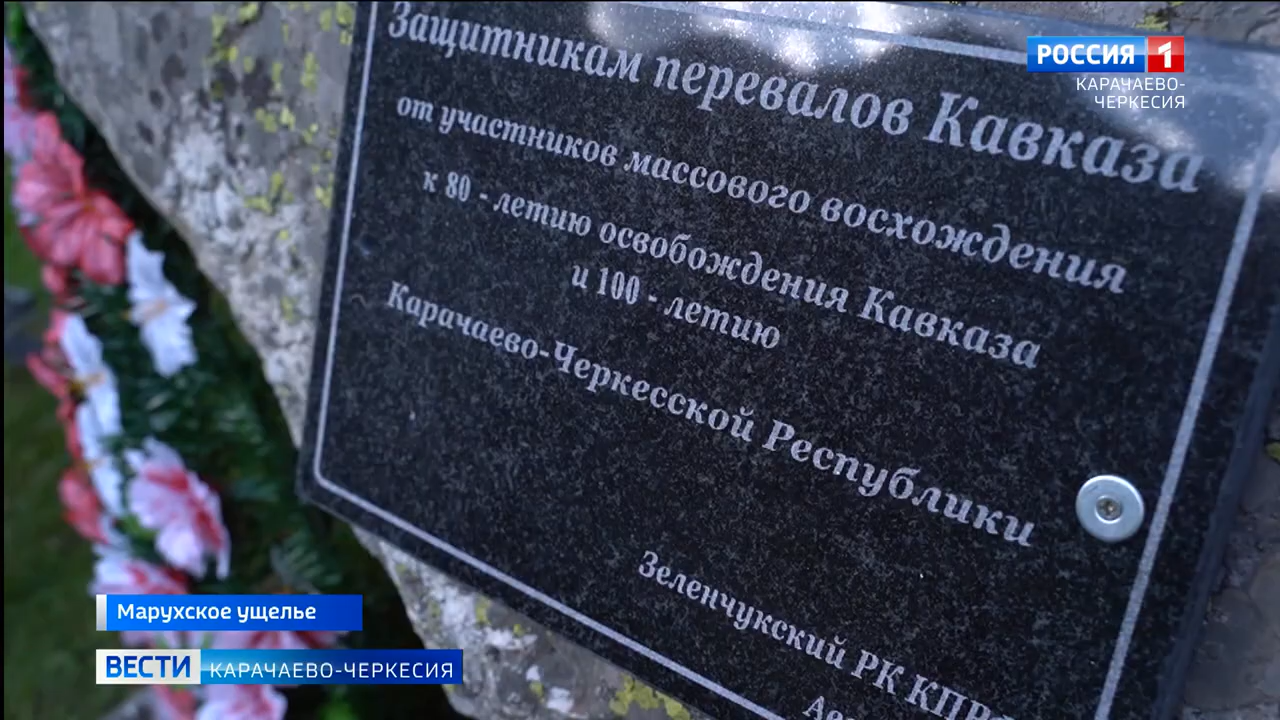 Защитникам перевалов Кавказа
от участников массового восхождения
к 80 - летию освобождения Кавказа
и 100 - летию
Карачаево-Черкесской Республики
Зеленчукский РК
РОССИЯ 1
КАРАЧАЕВО-
ЧЕРКЕСИЯ
Марухское ущелье
ВЕСТИ КАРАЧАЕВО-ЧЕРКЕСИЯ